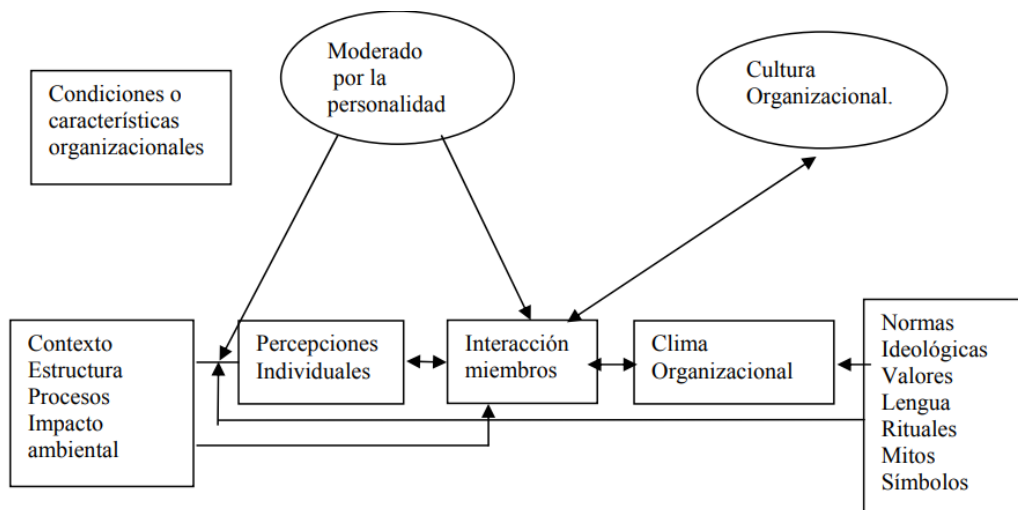 Moderado
por la
personalidad
Cultura
Organizacional.
Condiciones o
características
organizacionales
Contexto
Estructura
Procesos
Impacto
ambiental
Percepciones
Individuales
Interacción
miembros
Clima
Organizacional
Normas
Ideológicas
Valores
Lengua
Rituales
Mitos
Símbolos